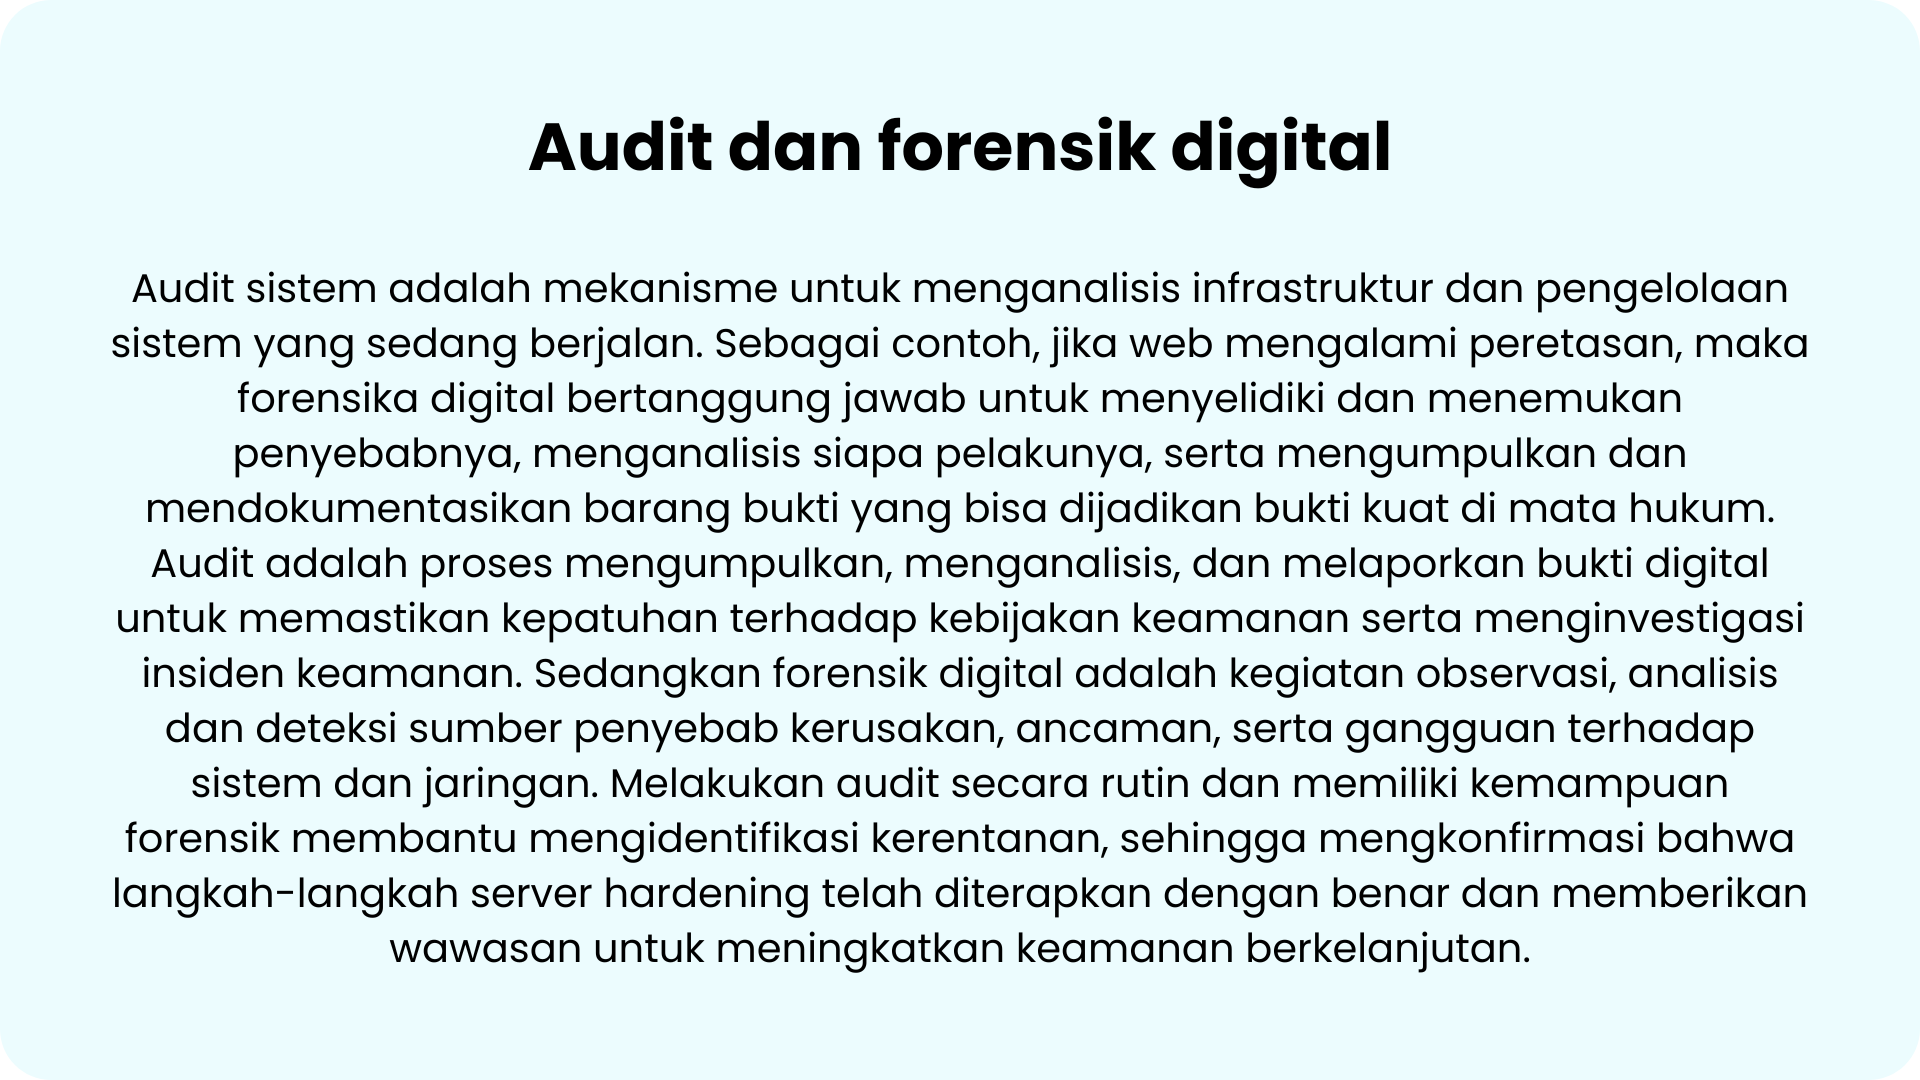 Audit dan forensik digital
Audit sistem adalah mekanisme untuk menganalisis infrastruktur dan pengelolaan
sistem yang sedang berjalan. Sebagai contoh, jika web mengalami peretasan, maka
forensika digital bertanggung jawab untuk menyelidiki dan menemukan
penyebabnya, menganalisis siapa pelakunya, serta mengumpulkan dan
mendokumentasikan barang bukti yang bisa dijadikan bukti kuat di mata hukum.
Audit adalah proses mengumpulkan, menganalisis, dan melaporkan bukti digital
untuk memastikan kepatuhan terhadap kebijakan keamanan serta menginvestigasi
insiden keamanan. Sedangkan forensik digital adalah kegiatan observasi, analisis
dan deteksi sumber penyebab kerusakan, ancaman, serta gangguan terhadap
sistem dan jaringan. Melakukan audit secara rutin dan memiliki kemampuan
forensik membantu mengidentifikasi kerentanan, sehingga mengkonfirmasi bahwa
langkah-langkah server hardening telah diterapkan dengan benar dan memberikan
wawasan untuk meningkatkan keamanan berkelanjutan.